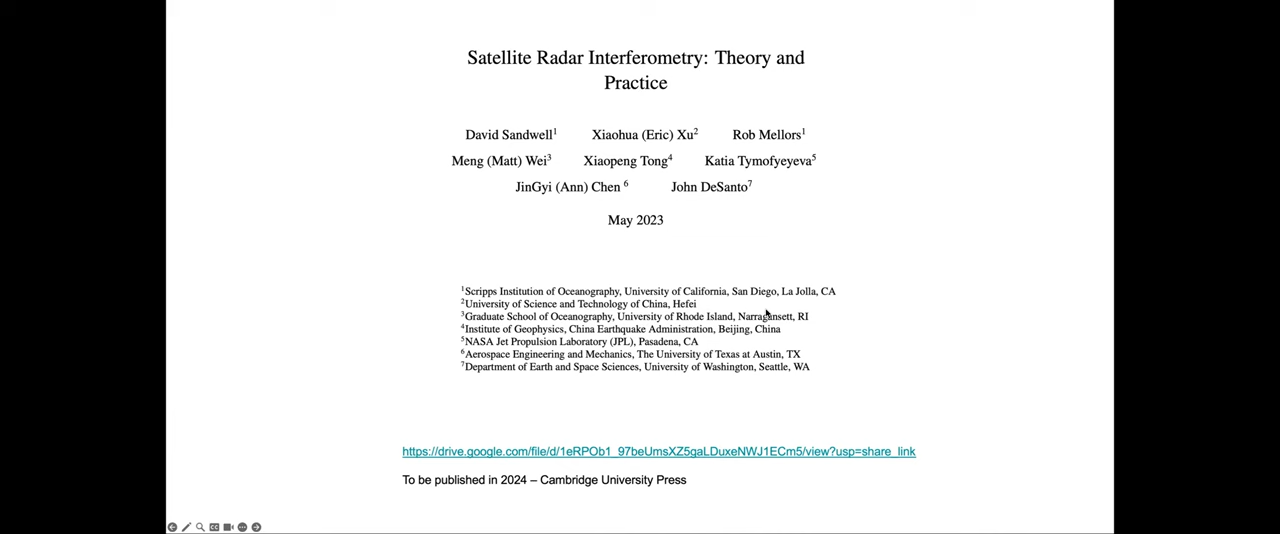 Satellite Radar Interferometry: Theory and
Practice
David Sandwell¹ Xiaohua (Eric) Xu² Rob Mellors¹
Meng (Matt) Wei³ Xiaopeng Tong⁴ Katia Tymofyeyeva⁵
JinGyi (Ann) Chen ⁶ John DeSanto⁷
May 2023
¹Scripps Institution of Oceanography, University of California, San Diego, La Jolla, CA
²University of Science and Technology of China, Hefei
³Graduate School of Oceanography, University of Rhode Island, Narragansett, RI
⁴Institute of Geophysics, China Earthquake Administration, Beijing, China
⁵NASA Jet Propulsion Laboratory (JPL), Pasadena, CA
⁶Aerospace Engineering and Mechanics, The University of Texas at Austin, TX
⁷Department of Earth and Space Sciences, University of Washington, Seattle, WA
https://drive.google.com/file/d/1eRPOb1_97beUmsXZ5gaLDuxeNWJ1ECm5/view?usp=share_link
To be published in 2024 – Cambridge University Press